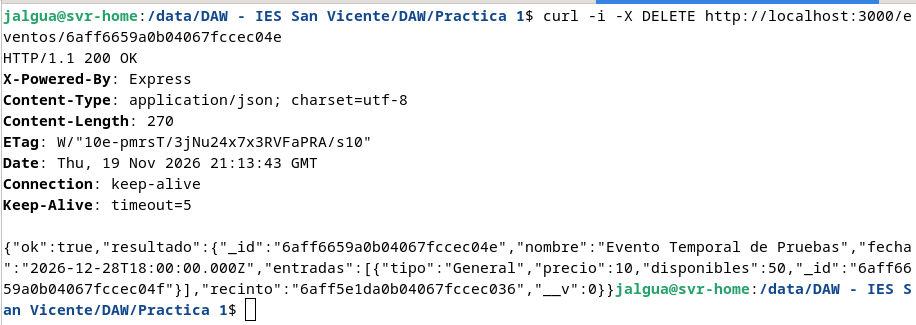 jalgua@svr-home:/data/DAW - IES San Vicente/DAW/Practica 1$ curl -i -X DELETE http://localhost:3000/e
ventos/6aff6659a0b04067fccec04e
HTTP/1.1 200 OK
X-Powered-By: Express
Content-Type: application/json; charset=utf-8
Content-Length: 270
ETag: W/"10e-pmrsT/3jNu24x7x3RVFaPRA/s10"
Date: Thu, 19 Nov 2026 21:13:43 GMT
Connection: keep-alive
Keep-Alive: timeout=5

{"ok":true,"resultado":{"_id":"6aff6659a0b04067fccec04e","nombre":"Evento Temporal de Pruebas","fecha
":"2026-12-28T18:00:00.000Z","entradas":[{"tipo":"General","precio":10,"disponibles":50,"_id":"6aff66
59a0b04067fccec04f"}],"recinto":"6aff5e1da0b04067fccec036","__v":0}}jalgua@svr-home:/data/DAW - IES S
an Vicente/DAW/Practica 1$